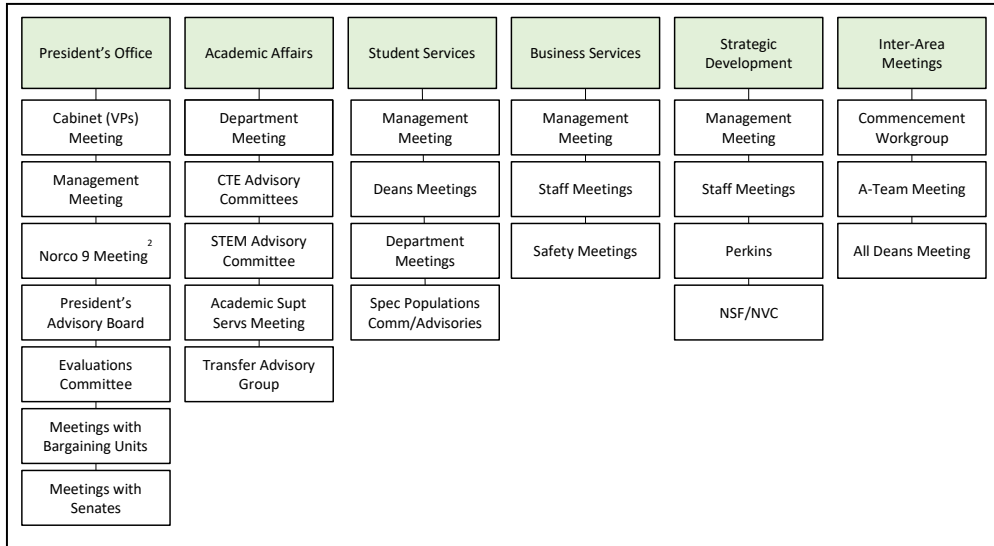 President's Office
Cabinet (VPs)
Meeting
Management
Meeting
Norco 9 Meeting2
President's
Advisory Board
Evaluations
Committee
Meetings with
Bargaining Units
Meetings with
Senates
Academic Affairs
Department
Meeting
CTE Advisory
Committees
STEM Advisory
Committee
Academic Supt
Servs Meeting
Transfer Advisory
Group
Student Services
Management
Meeting
Deans Meetings
Department
Meetings
Spec Populations
Comm/Advisories
Business Services
Management
Meeting
Staff Meetings
Safety Meetings
Strategic
Development
Management
Meeting
Staff Meetings
Perkins
NSF/NVC
Inter-Area
Meetings
Commencement
Workgroup
A-Team Meeting
All Deans Meeting